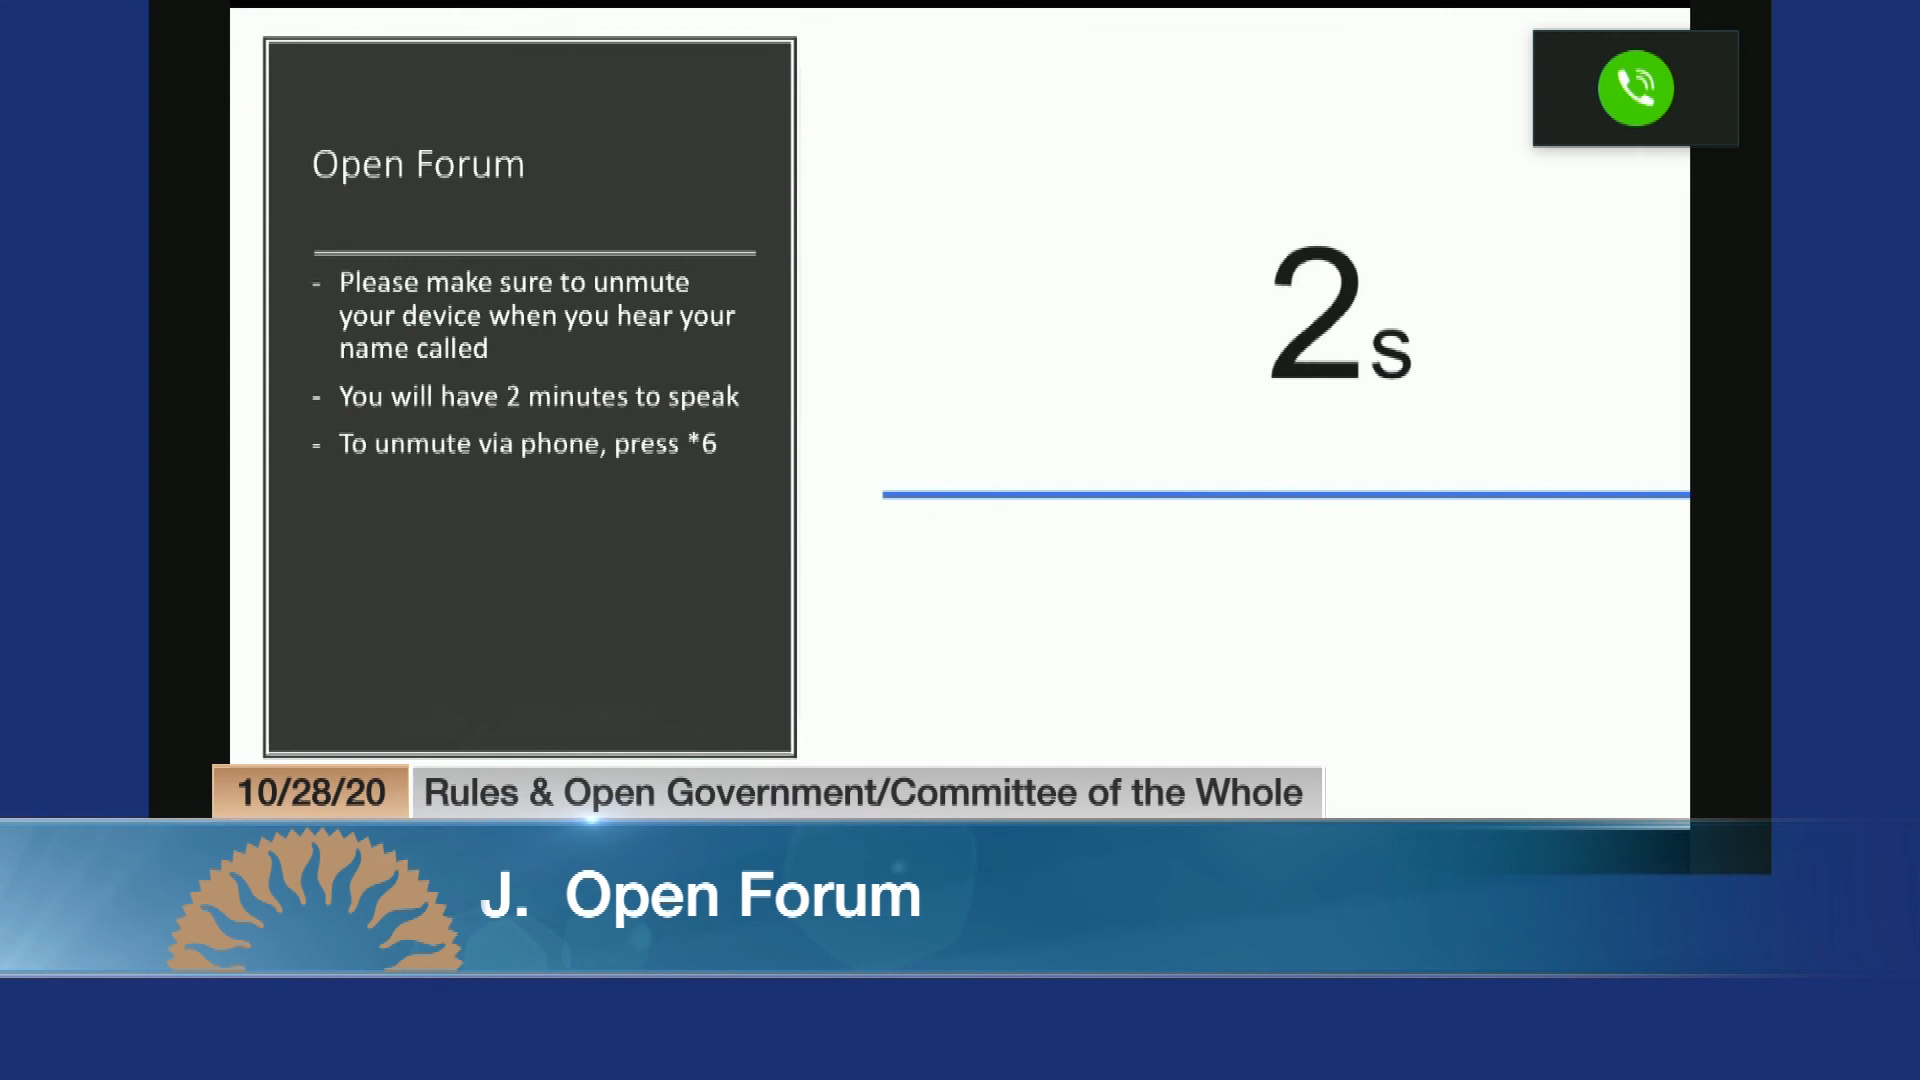 Open Forum
- Please make sure to unmute
your device when you hear your
name called
- You will have 2 minutes to speak
- To unmute via phone, press *6
2s
10/28/20
Rules & Open Government/Committee of the Whole
J. Open Forum